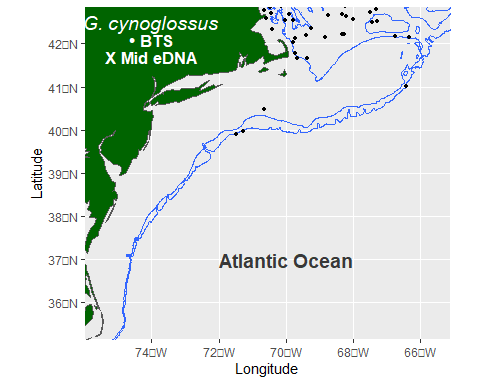 G. cynoglossus
• BTS
X Mid eDNA
42□N
41□N
40□N
39□N
38□N
37□N
36□N
Latitude
Atlantic Ocean
74□W
72□W
70□W
68□W
66□W
Longitude